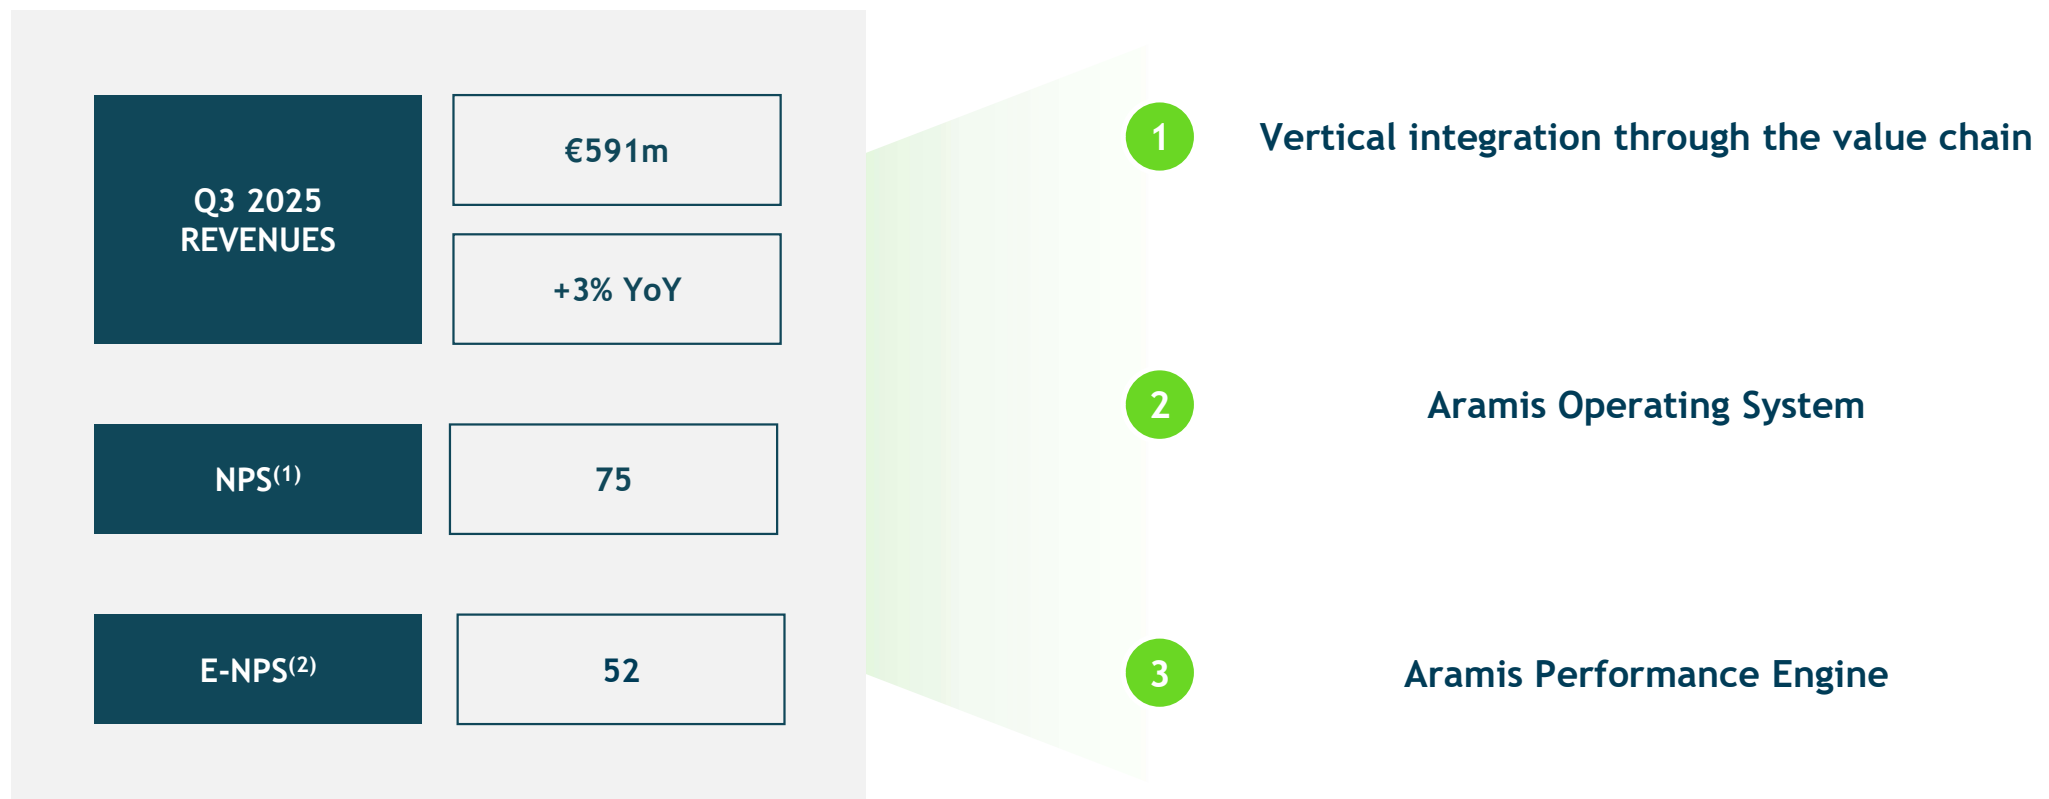 Q3 2025
REVENUES
€591m
+3% YoY
NPS(1)
75
E-NPS(2)
52
1
Vertical integration through the value chain
2
Aramis Operating System
3
Aramis Performance Engine